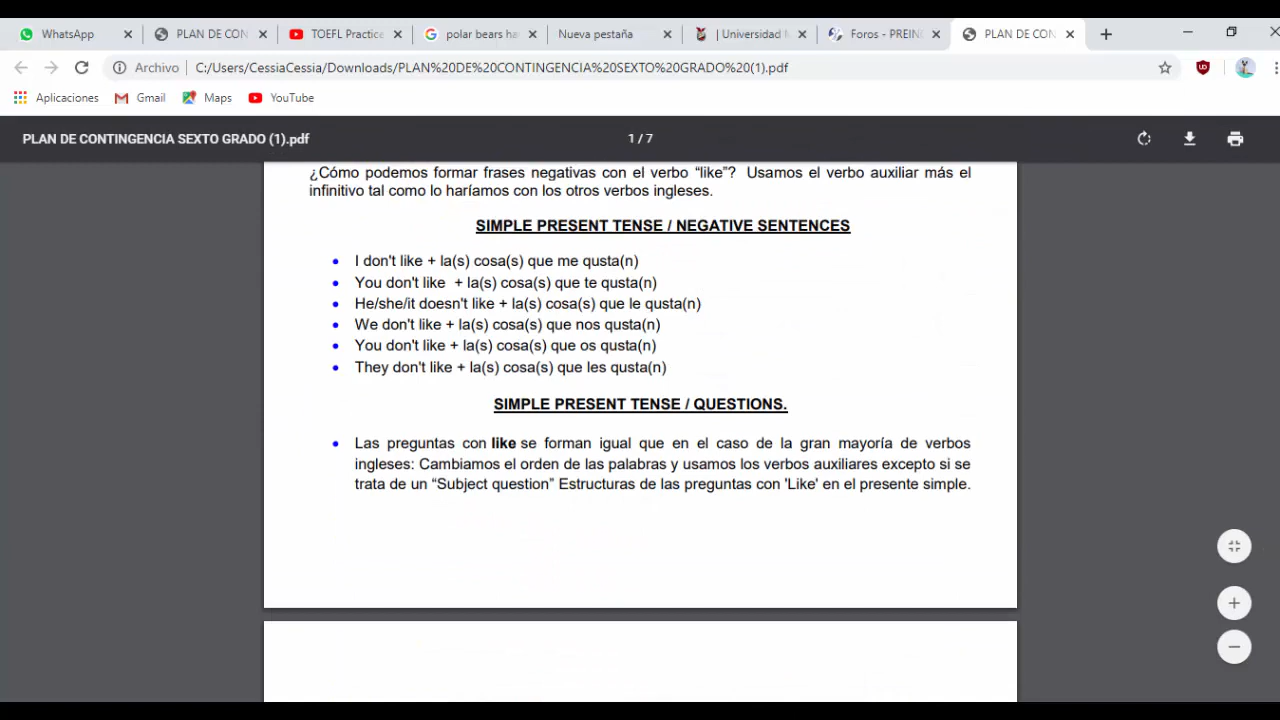 WhatsApp
PLAN DE CON
TOEFL Practice
polar bears ha
Nueva pestaña
| Universidad M
Foros - PREIN
PLAN DE CON
Archivo
C:/Users/CessiaCessia/Downloads/PLAN%20DE%20CONTINGENCIA%20SEXTO%20GRADO%20(1).pdf
Aplicaciones
Gmail
Maps
YouTube
PLAN DE CONTINGENCIA SEXTO GRADO (1).pdf
1 / 7
¿Cómo podemos formar frases negativas con el verbo “like”? Usamos el verbo auxiliar más el
infinitivo tal como lo haríamos con los otros verbos ingleses.
SIMPLE PRESENT TENSE / NEGATIVE SENTENCES
• I don't like + la(s) cosa(s) que me qusta(n)
• You don't like + la(s) cosa(s) que te qusta(n)
• He/she/it doesn't like + la(s) cosa(s) que le qusta(n)
• We don't like + la(s) cosa(s) que nos qusta(n)
• You don't like + la(s) cosa(s) que os qusta(n)
• They don't like + la(s) cosa(s) que les qusta(n)
SIMPLE PRESENT TENSE / QUESTIONS.
• Las preguntas con like se forman igual que en el caso de la gran mayoría de verbos
ingleses: Cambiamos el orden de las palabras y usamos los verbos auxiliares excepto si se
trata de un “Subject question” Estructuras de las preguntas con 'Like' en el presente simple.